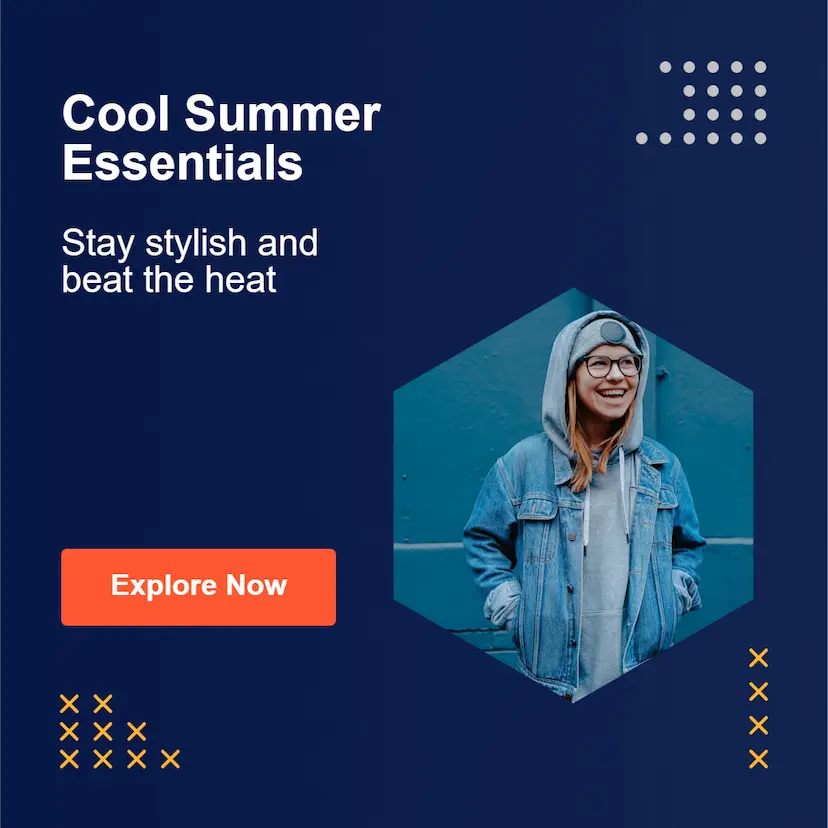 Cool Summer
Essentials
Stay stylish and
beat the heat
Explore Now